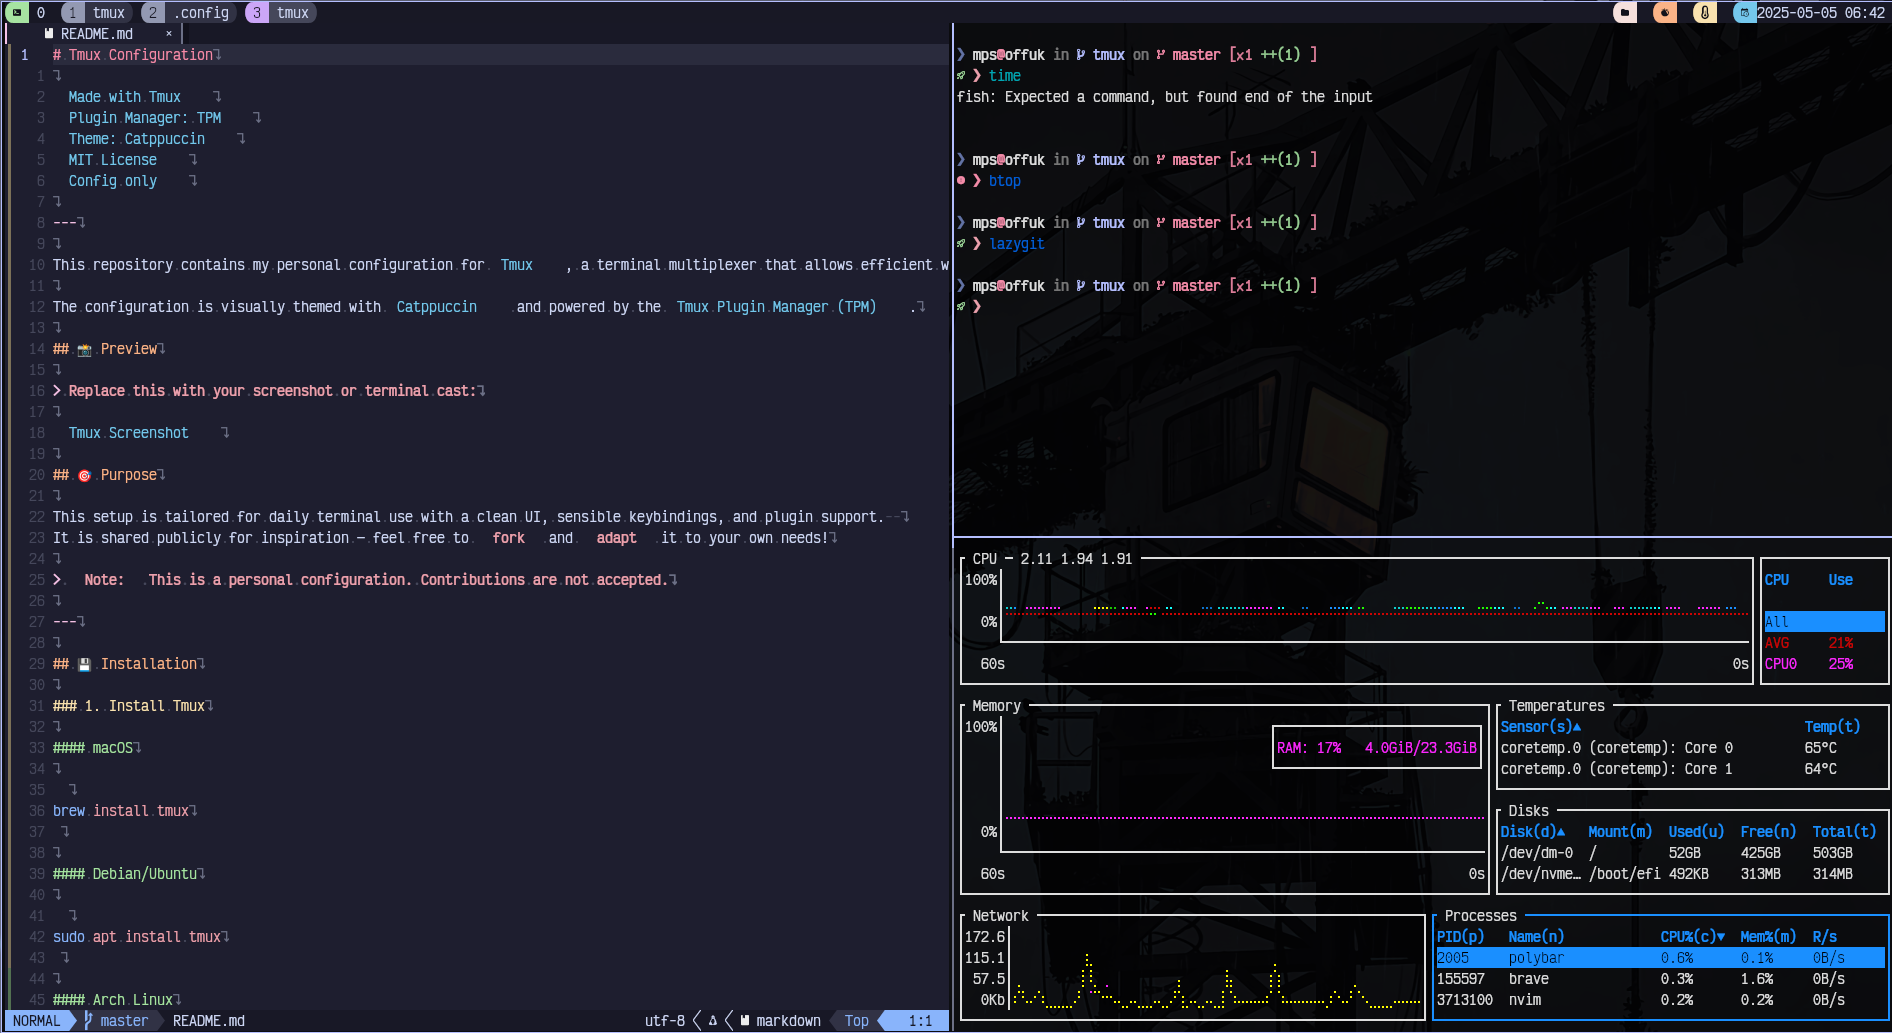 0 1 tmux 2 .config 3 tmux 2025-05-05 06:42
README.md ×
1 # Tmux Configuration
1
2 Made with Tmux
3 Plugin Manager: TPM
4 Theme: Catppuccin
5 MIT License
6 Config only
7
8 ---
9
10 This repository contains my personal configuration for Tmux , a terminal multiplexer that allows efficient w
11
12 The configuration is visually themed with Catppuccin and powered by the Tmux Plugin Manager (TPM) .
13
14 ## 📸 Preview
15
16 > Replace this with your screenshot or terminal cast:
17
18 Tmux Screenshot
19
20 ## 🎯 Purpose
21
22 This setup is tailored for daily terminal use with a clean UI, sensible keybindings, and plugin support.
23 It is shared publicly for inspiration — feel free to fork and adapt it to your own needs!
24
25 > Note: This is a personal configuration. Contributions are not accepted.
26
27 ---
28
29 ## 💾 Installation
30
31 ### 1. Install Tmux
32
33 #### macOS
34
35
36 brew install tmux
37
38
39 #### Debian/Ubuntu
40
41
42 sudo apt install tmux
43
44
45 #### Arch Linux
NORMAL master README.md utf-8 markdown Top 1:1
❯ mps@offuk in tmux on master [x1 ++(1) ]
❯ time
fish: Expected a command, but found end of the input
❯ mps@offuk in tmux on master [x1 ++(1) ]
❯ btop
❯ mps@offuk in tmux on master [x1 ++(1) ]
❯ lazygit
❯ mps@offuk in tmux on master [x1 ++(1) ]
❯
CPU — 2.11 1.94 1.91
100%
0%
60s 0s
CPU Use
All
AVG 21%
CPU0 25%
Memory
100%
RAM: 17% 4.0GiB/23.3GiB
0%
60s 0s
Temperatures
Sensor(s)▲ Temp(t)
coretemp.0 (coretemp): Core 0 65°C
coretemp.0 (coretemp): Core 1 64°C
Disks
Disk(d)▲ Mount(m) Used(u) Free(n) Total(t)
/dev/dm-0 / 52GB 425GB 503GB
/dev/nvme… /boot/efi 492KB 313MB 314MB
Network
172.6
115.1
57.5
0Kb
Processes
PID(p) Name(n) CPU%(c)▼ Mem%(m) R/s
2005 polybar 0.6% 0.1% 0B/s
155597 brave 0.3% 1.6% 0B/s
3713100 nvim 0.2% 0.2% 0B/s